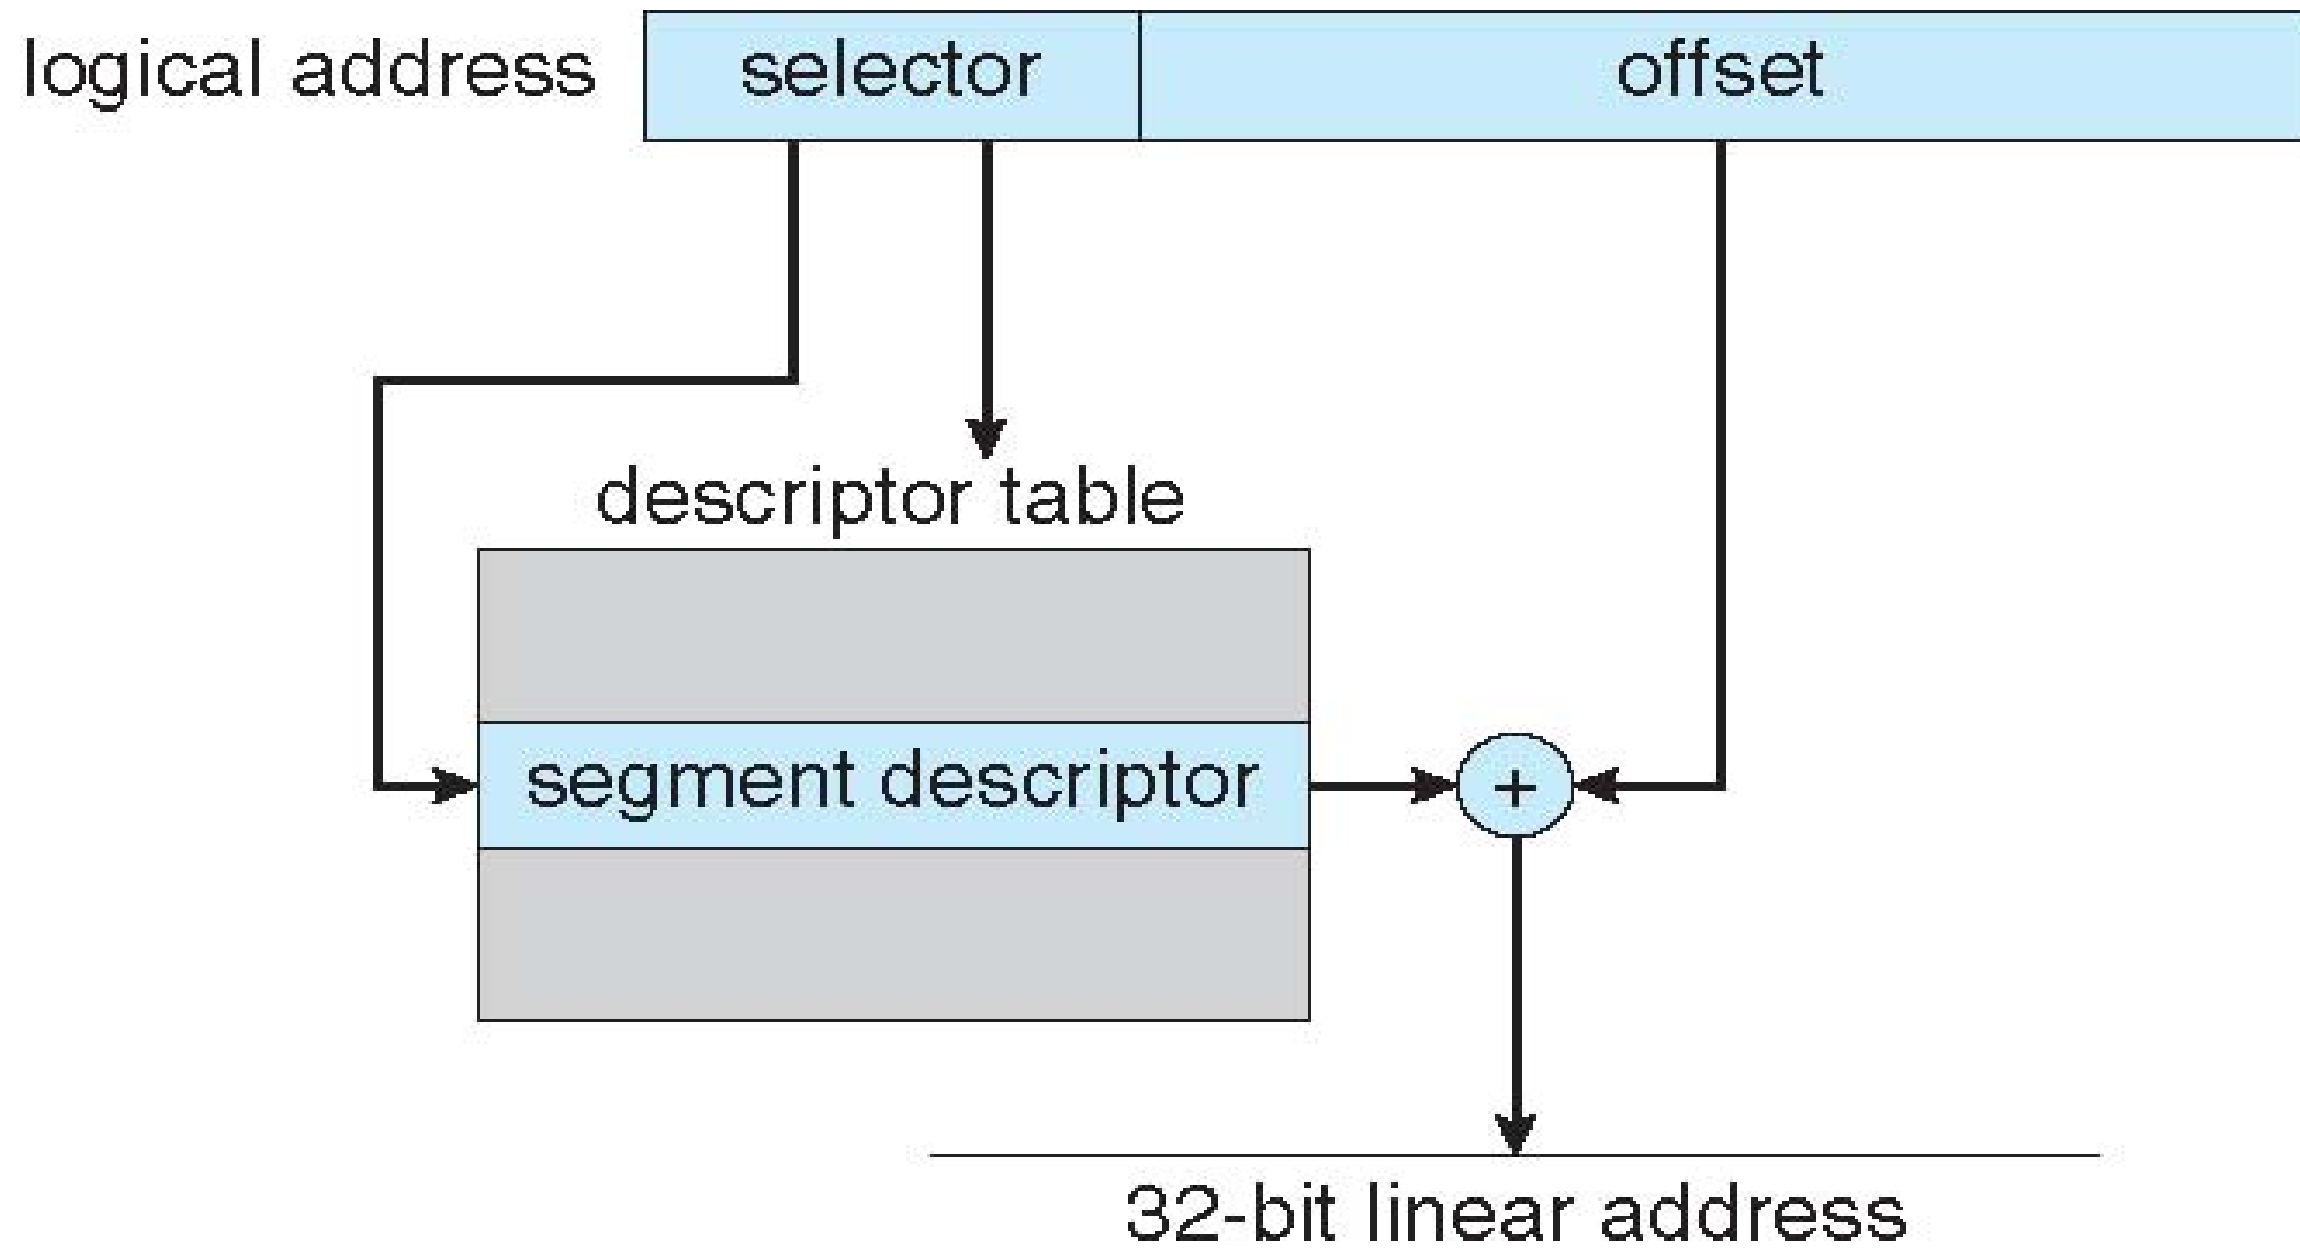 logical address selector offset
descriptor table
segment descriptor +
32-bit linear address